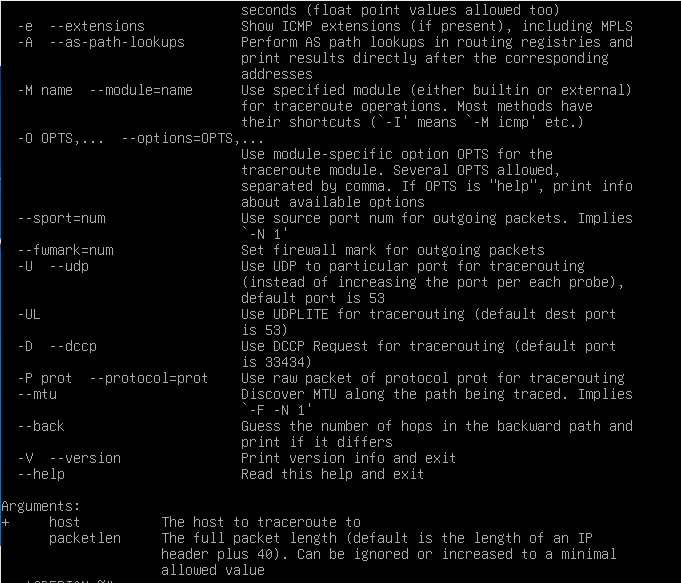 seconds (float point values allowed too)
-e  --extensions            Show ICMP extensions (if present), including MPLS
-A  --as-path-lookups       Perform AS path lookups in routing registries and
print results directly after the corresponding
addresses
-M name  --module=name      Use specified module (either builtin or external)
for traceroute operations. Most methods have
their shortcuts (`-I' means `-M icmp' etc.)
-O OPTS,...  --options=OPTS,...
Use module-specific option OPTS for the
traceroute module. Several OPTS allowed,
separated by comma. If OPTS is "help", print info
about available options
--sport=num                 Use source port num for outgoing packets. Implies
`-N 1'
--fwmark=num                Set firewall mark for outgoing packets
-U  --udp                   Use UDP to particular port for tracerouting
(instead of increasing the port per each probe),
default port is 53
-UL                         Use UDPLITE for tracerouting (default dest port
is 53)
-D  --dccp                  Use DCCP Request for tracerouting (default port
is 33434)
-P prot  --protocol=prot    Use raw packet of protocol prot for tracerouting
--mtu                       Discover MTU along the path being traced. Implies
`-F -N 1'
--back                      Guess the number of hops in the backward path and
print if it differs
-V  --version               Print version info and exit
--help                      Read this help and exit
Arguments:
+     host          The host to traceroute to
packetlen     The full packet length (default is the length of an IP
header plus 40). Can be ignored or increased to a minimal
allowed value